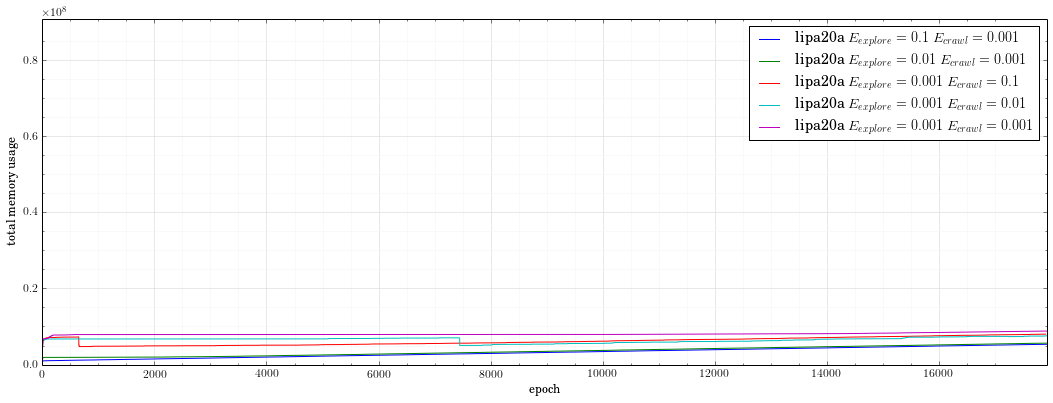 ×10⁸
0.8
0.6
0.4
0.2
0.0
total memory usage
0 2000 4000 6000 8000 10000 12000 14000 16000
epoch
lipa20a E_explore = 0.1 E_crawl = 0.001
lipa20a E_explore = 0.01 E_crawl = 0.001
lipa20a E_explore = 0.001 E_crawl = 0.1
lipa20a E_explore = 0.001 E_crawl = 0.01
lipa20a E_explore = 0.001 E_crawl = 0.001